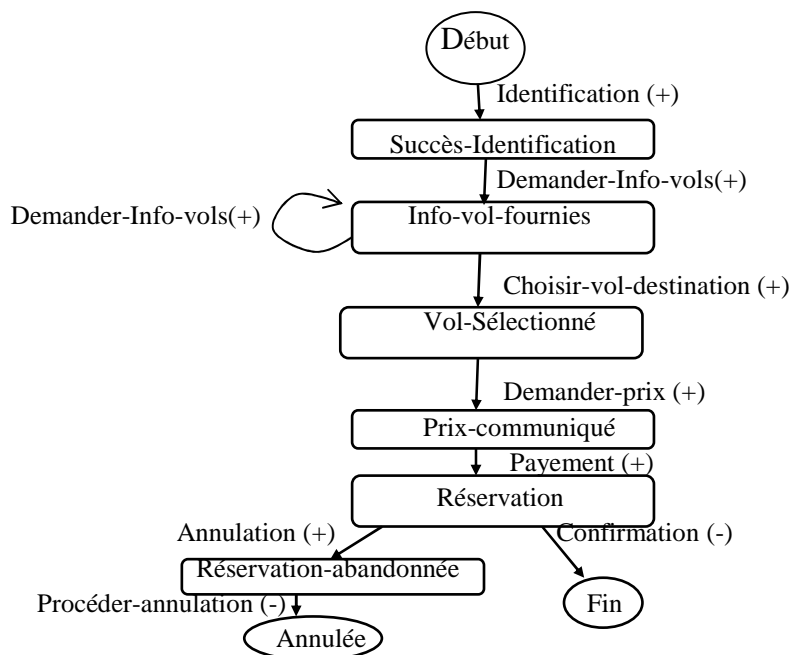 Début
Identification (+)
Succès-Identification
Demander-Info-vols(+)
Demander-Info-vols(+)
Info-vol-fournies
Choisir-vol-destination (+)
Vol-Sélectionné
Demander-prix (+)
Prix-communiqué
Payement (+)
Réservation
Annulation (+)
Confirmation (-)
Réservation-abandonnée
Procéder-annulation (-)
Fin
Annulée